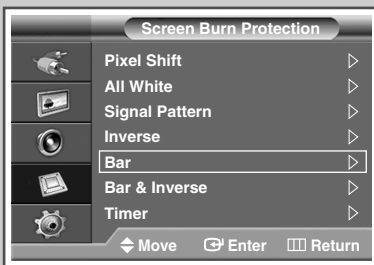 Screen Burn Protection
Pixel Shift
All White
Signal Pattern
Inverse
Bar
Bar & Inverse
Timer
Move Enter Return